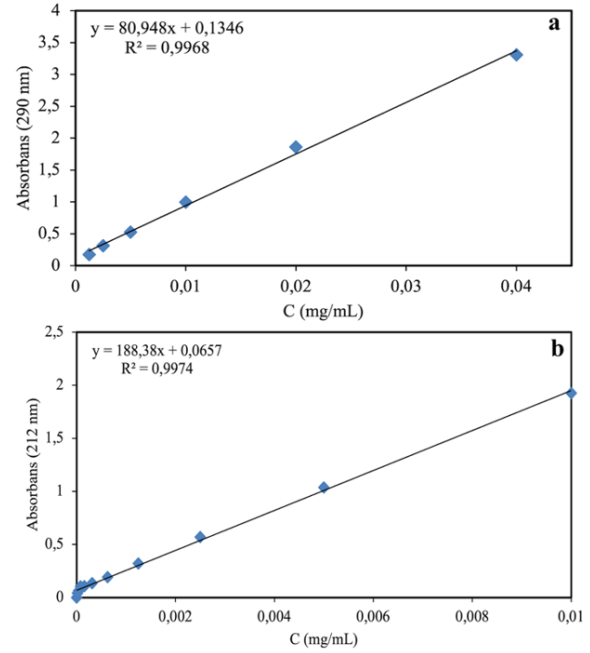 a
y = 80,948x + 0,1346
R² = 0,9968
Absorbans (290 nm)
4
3,5
3
2,5
2
1,5
1
0,5
0
0 0,01 0,02 0,03 0,04
C (mg/mL)
b
y = 188,38x + 0,0657
R² = 0,9974
Absorbans (212 nm)
2,5
2
1,5
1
0,5
0
0 0,002 0,004 0,006 0,008 0,01
C (mg/mL)